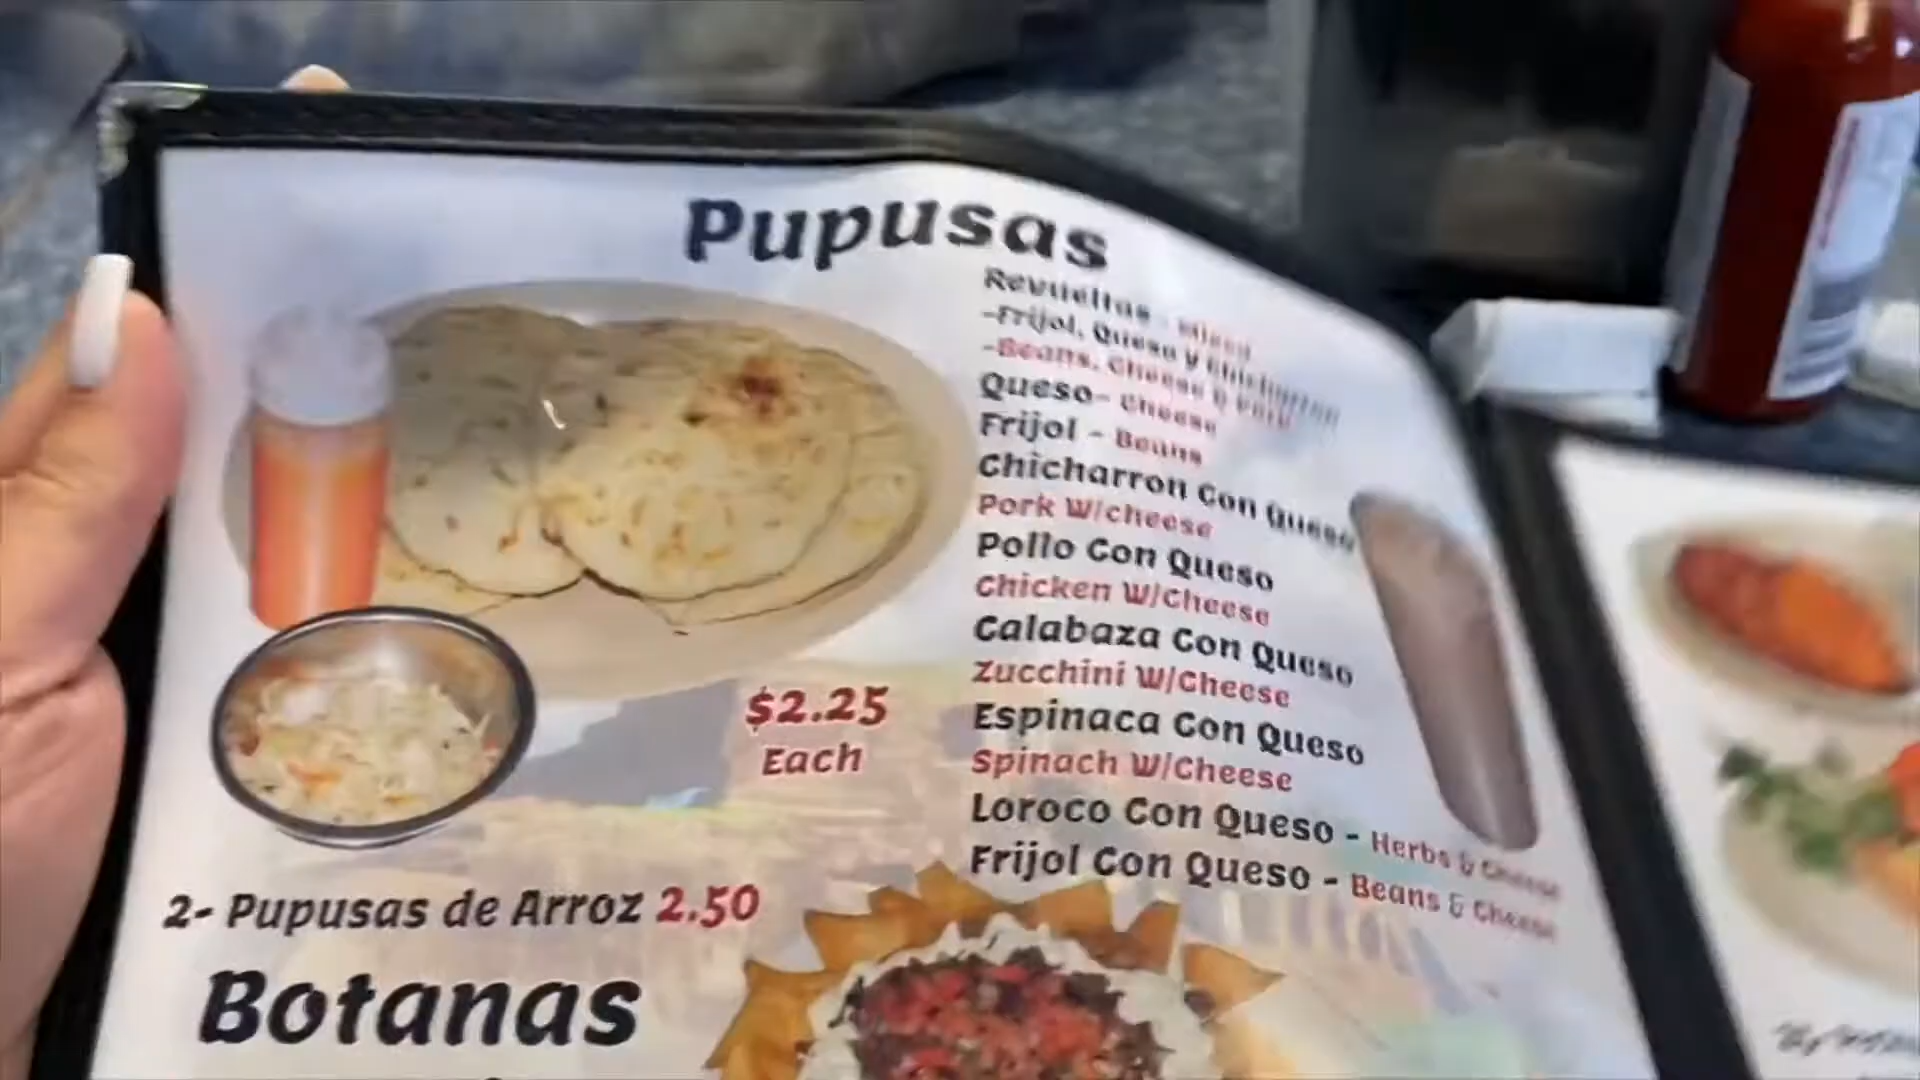 Pupusas
Revueltas - Mixed
-Frijol, Queso y Chicharron
-Beans, Cheese & Pork
Queso- Cheese
Frijol - Beans
Chicharron Con Queso
Pork W/cheese
Pollo Con Queso
Chicken W/Cheese
Calabaza Con Queso
Zucchini W/Cheese
Espinaca Con Queso
Spinach W/Cheese
Loroco Con Queso - Herbs & Cheese
Frijol Con Queso - Beans & Cheese
$2.25
Each
2- Pupusas de Arroz 2.50
Botanas